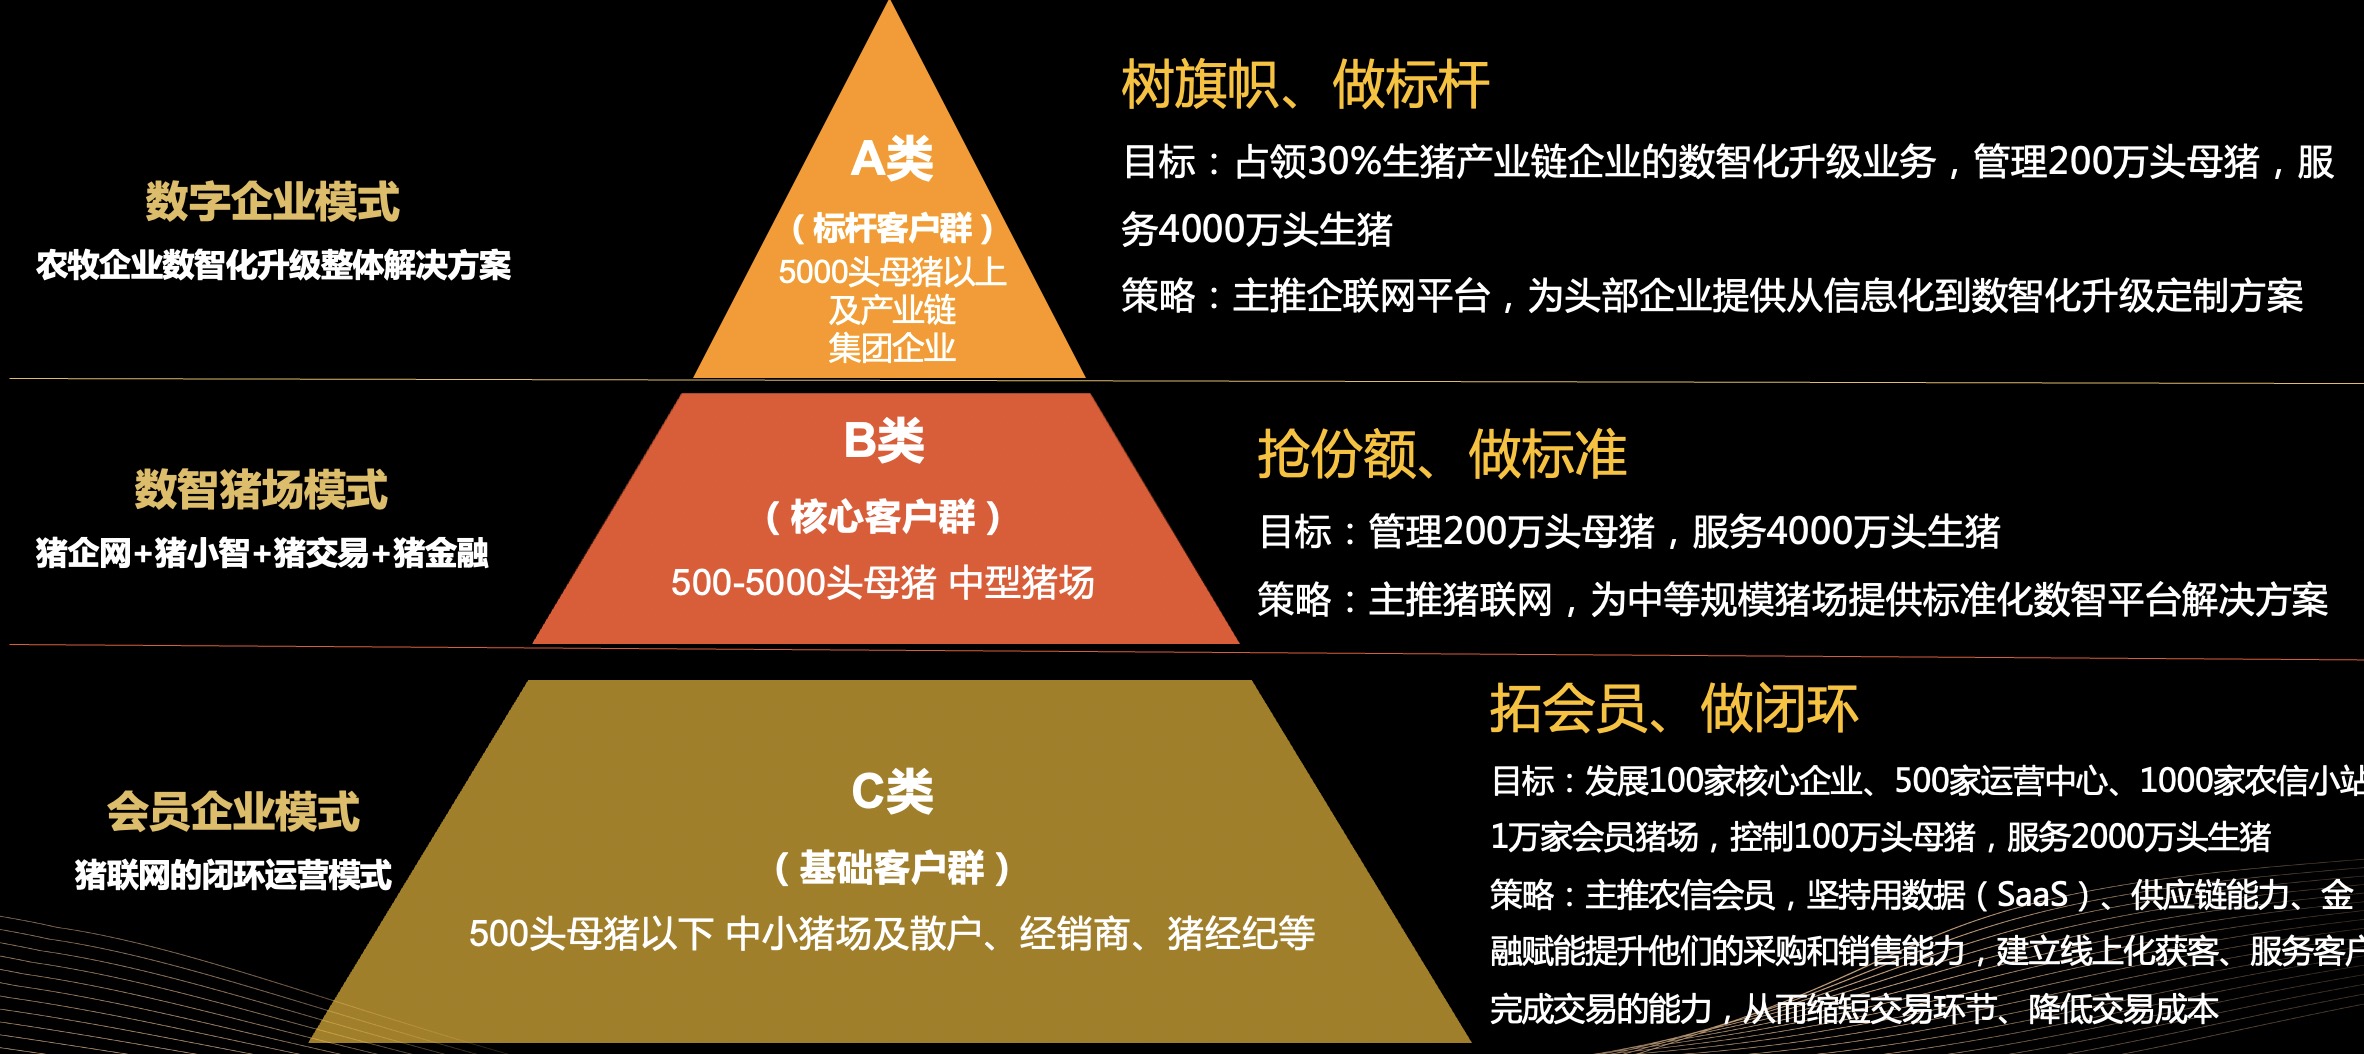 数字企业模式
农牧企业数智化升级整体解决方案
A类
（标杆客户群）
5000头母猪以上
及产业链
集团企业
树旗帜、做标杆
目标：占领30%生猪产业链企业的数智化升级业务，管理200万头母猪，服
务4000万头生猪
策略：主推企联网平台，为头部企业提供从信息化到数智化升级定制方案
数智猪场模式
猪企网+猪小智+猪交易+猪金融
B类
（核心客户群）
500-5000头母猪 中型猪场
抢份额、做标准
目标：管理200万头母猪，服务4000万头生猪
策略：主推猪联网，为中等规模猪场提供标准化数智平台解决方案
会员企业模式
猪联网的闭环运营模式
C类
（基础客户群）
500头母猪以下 中小猪场及散户、经销商、猪经纪等
拓会员、做闭环
目标：发展100家核心企业、500家运营中心、1000家农信小站
1万家会员猪场，控制100万头母猪，服务2000万头生猪
策略：主推农信会员，坚持用数据（SaaS）、供应链能力、金
融赋能提升他们的采购和销售能力，建立线上化获客、服务客户
完成交易的能力，从而缩短交易环节、降低交易成本